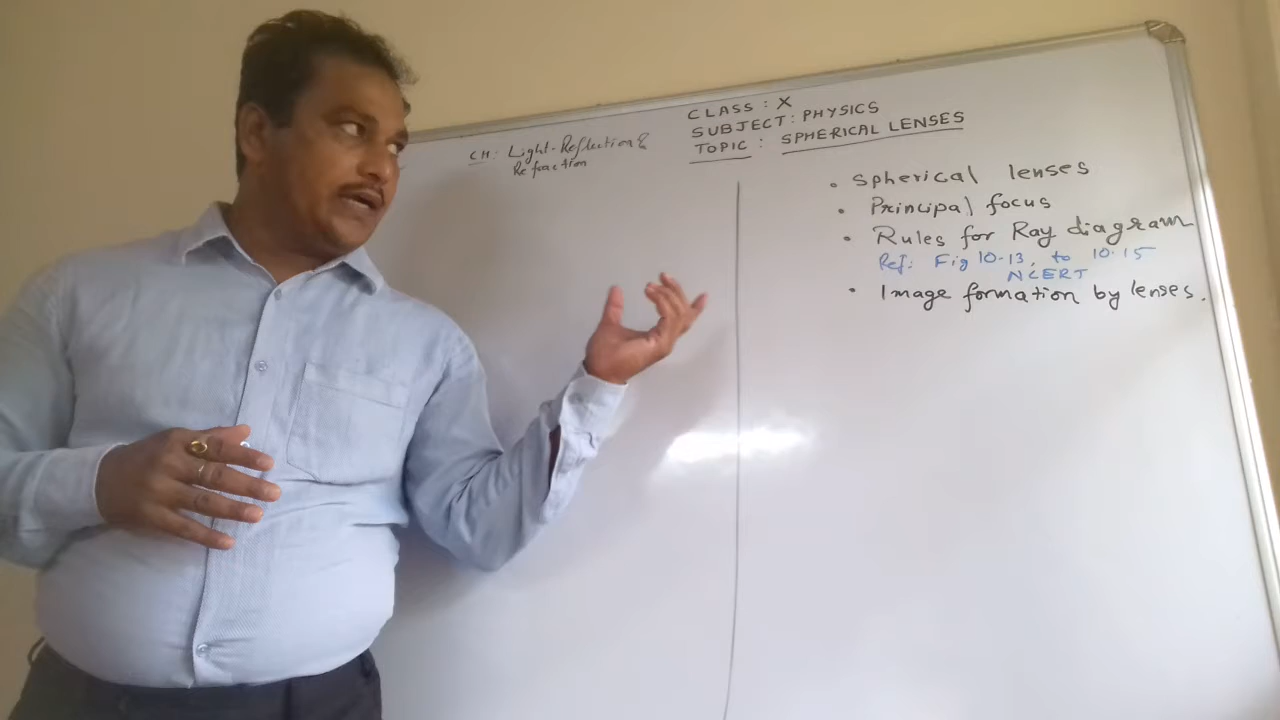 CLASS : X
SUBJECT : PHYSICS
TOPIC : SPHERICAL LENSES
CH: Light-Reflection &
Refraction
• Spherical lenses
• Principal focus
• Rules for Ray diagram
Ref: Fig 10.13, to 10.15
NCERT
• Image formation by lenses.